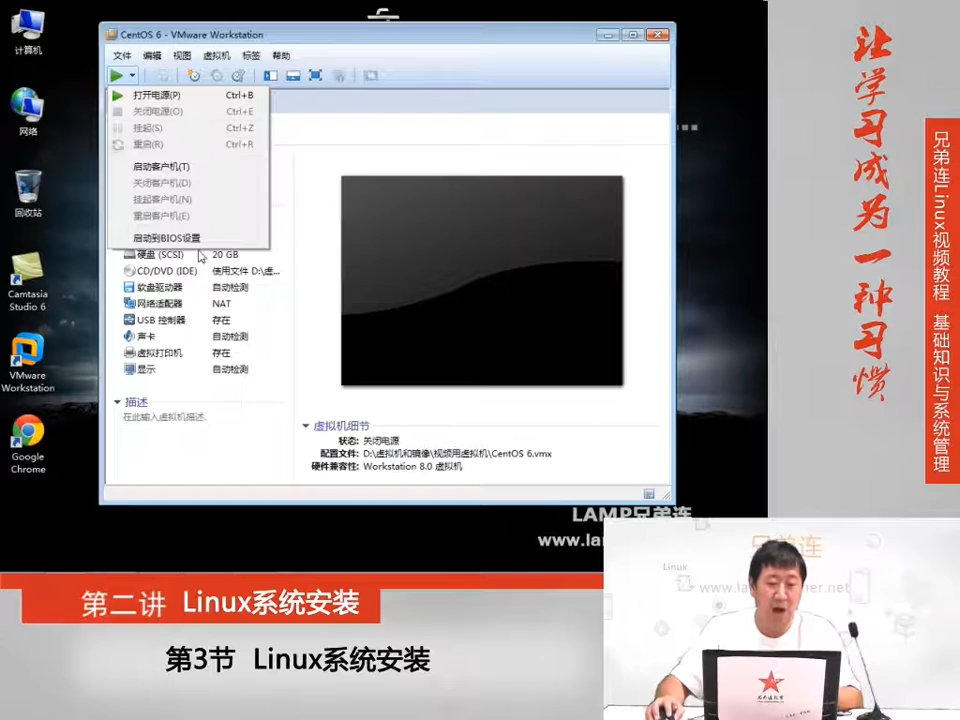 计算机
网络
回收站
Camtasia
Studio 6
VMware
Workstation
Google
Chrome
CentOS 6 - VMware Workstation
文件 编辑 视图 虚拟机 标签 帮助
打开电源(P) Ctrl+B
关闭电源(O) Ctrl+E
挂起(S) Ctrl+Z
重启(R) Ctrl+R
启动客户机(T)
关闭客户机(D)
挂起客户机(N)
重启客户机(E)
启动到BIOS设置
硬盘 (SCSI) 20 GB
CD/DVD (IDE) 使用文件 D:\虚...
软盘驱动器 自动检测
网络适配器 NAT
USB 控制器 存在
声卡 自动检测
虚拟打印机 存在
显示 自动检测
描述
在此输入虚拟机描述.
虚拟机细节
状态: 关闭电源
配置文件: D:\虚拟机和镜像\视频用虚拟机\CentOS 6.vmx
硬件兼容性: Workstation 8.0 虚拟机
LAMP兄弟连
www.la
让学习成为一种习惯
兄弟连Linux视频教程 基础知识与系统管理
第二讲 Linux系统安装
第3节 Linux系统安装
兄弟连
Linux